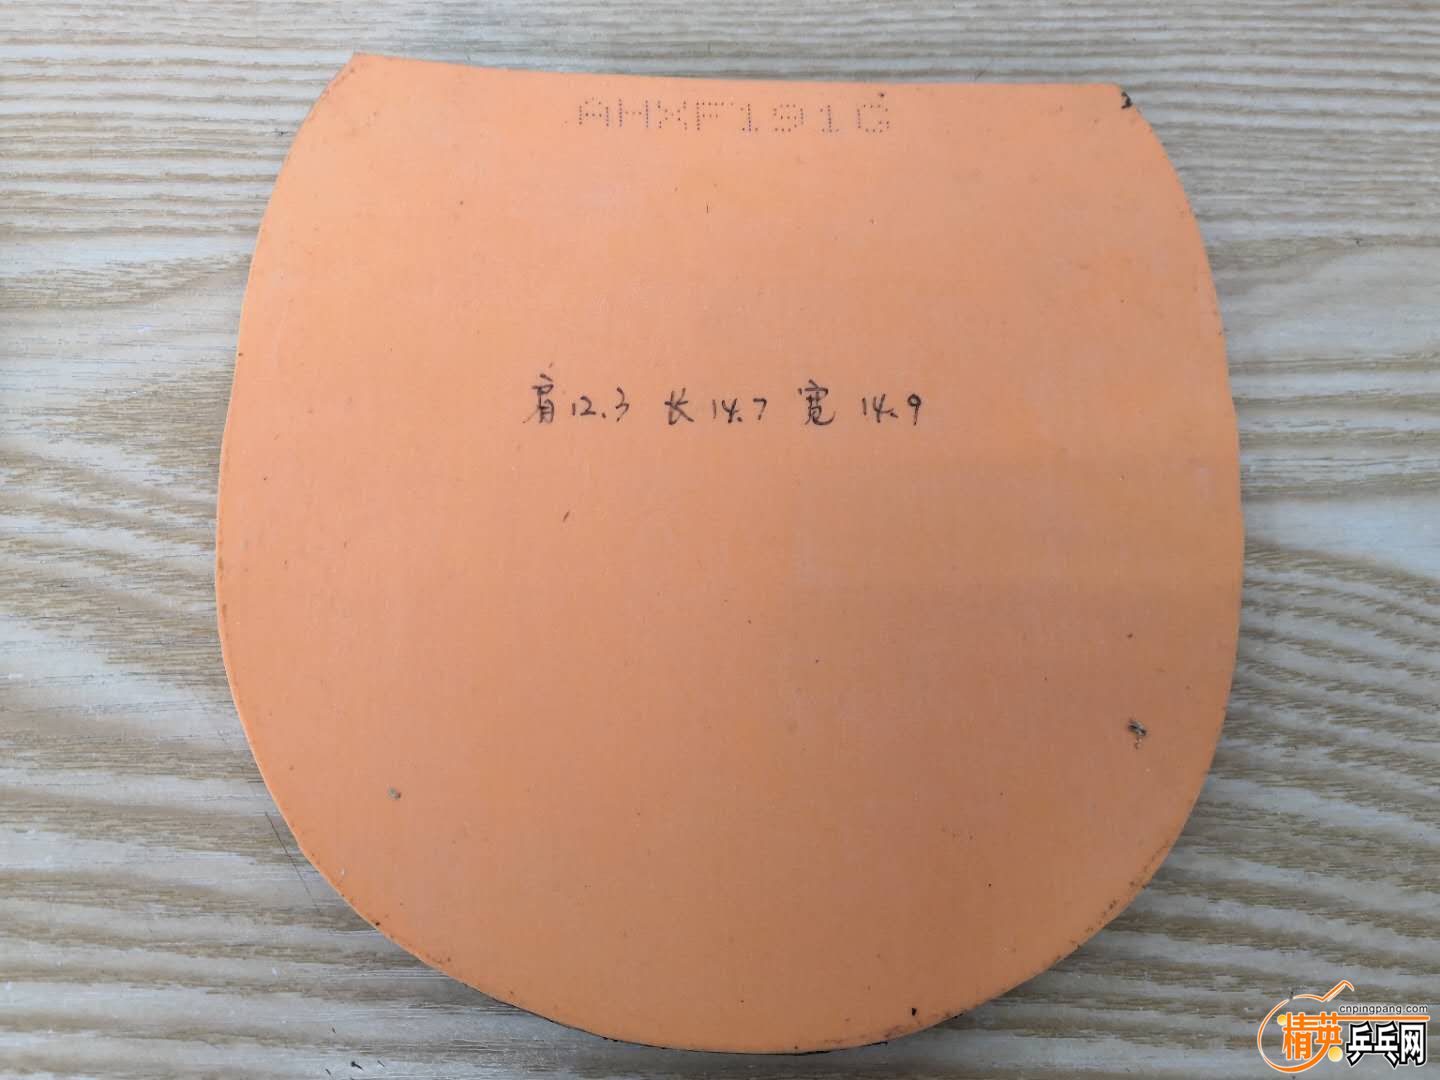 AHXF191G
肩12.3 长14.7 宽14.9
cnpingpang.com
精英乒乓网